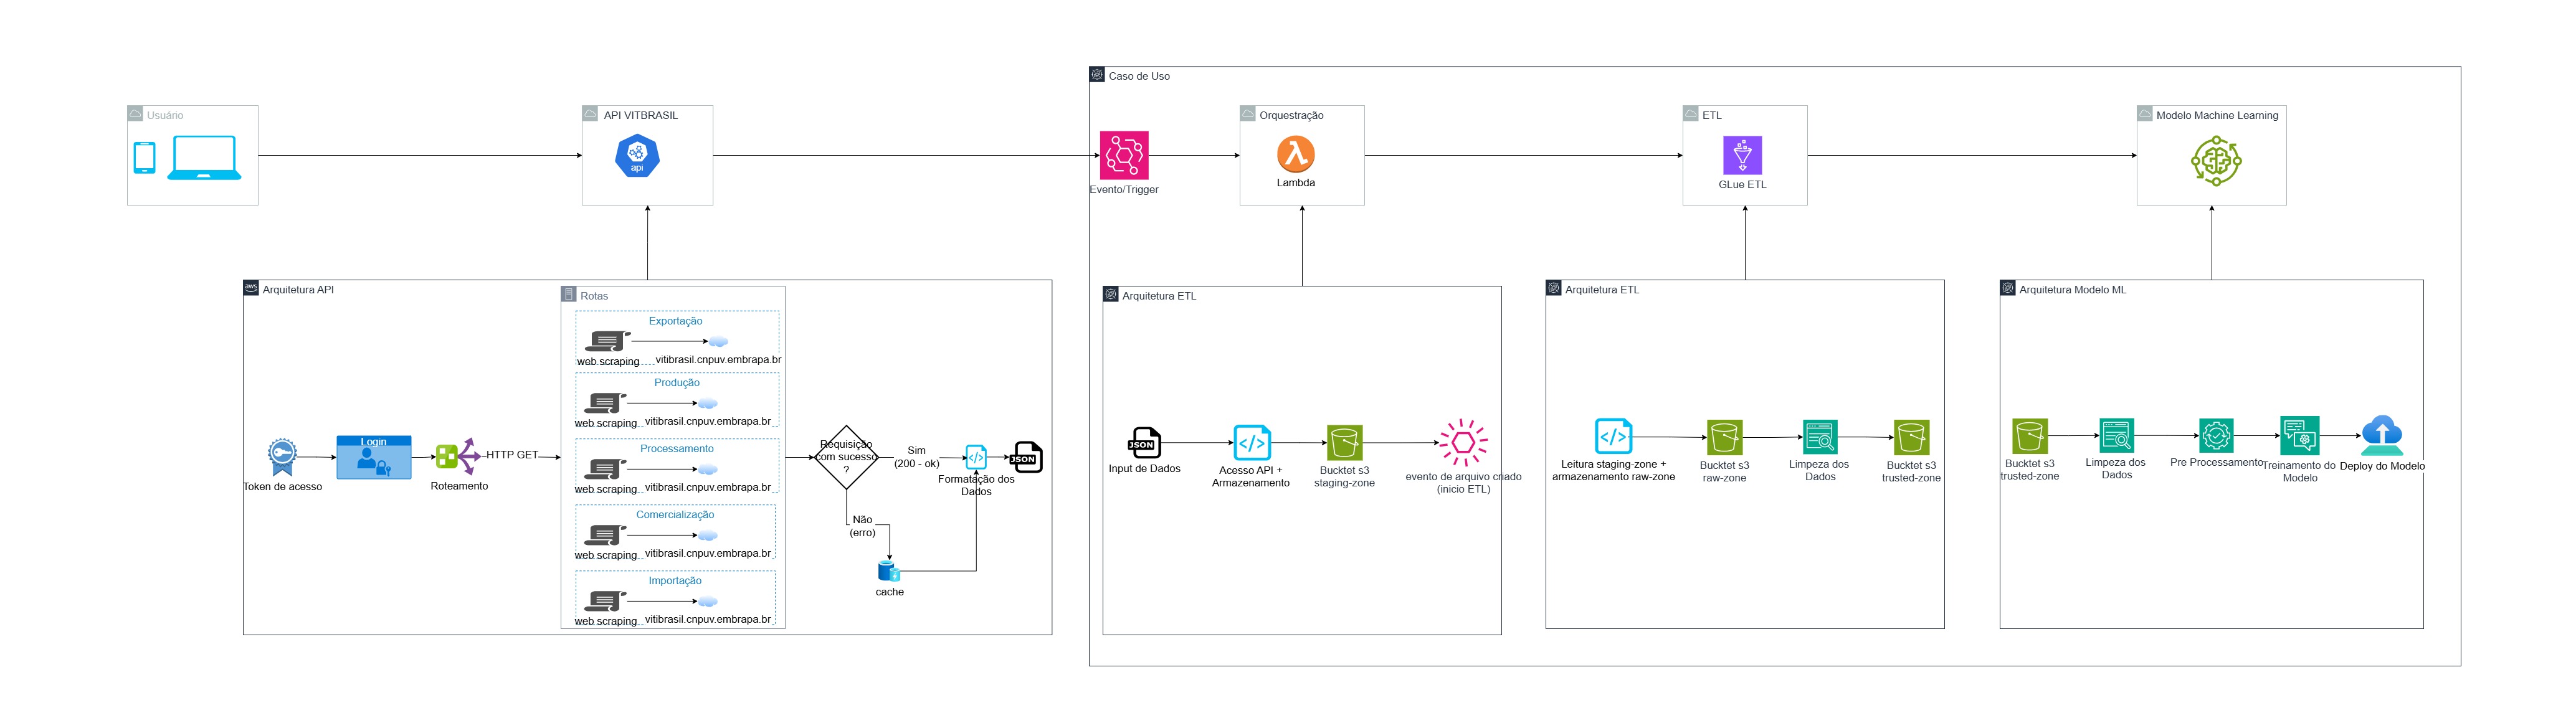 Caso de Uso
Usuário
API VITBRASIL
api
Evento/Trigger
Orquestração
Lambda
ETL
GLue ETL
Modelo Machine Learning
aws
Arquitetura API
Token de acesso
Login
Roteamento
HTTP GET
Rotas
Exportação
web.scraping
vitibrasil.cnpuv.embrapa.br
Produção
web.scraping
vitibrasil.cnpuv.embrapa.br
Processamento
web.scraping
vitibrasil.cnpuv.embrapa.br
Comercialização
web.scraping
vitibrasil.cnpuv.embrapa.br
Importação
web.scraping
vitibrasil.cnpuv.embrapa.br
Requisição
com sucesso
?
Sim
(200 - ok)
Não
(erro)
cache
Formatação dos
Dados
JSON
Arquitetura ETL
JSON
Input de Dados
Acesso API +
Armazenamento
Bucktet s3
staging-zone
evento de arquivo criado
(inicio ETL)
Arquitetura ETL
Leitura staging-zone +
armazenamento raw-zone
Bucktet s3
raw-zone
Limpeza dos
Dados
Bucktet s3
trusted-zone
Arquitetura Modelo ML
Bucktet s3
trusted-zone
Limpeza dos
Dados
Pre Processamento
Treinamento do
Modelo
Deploy do Modelo